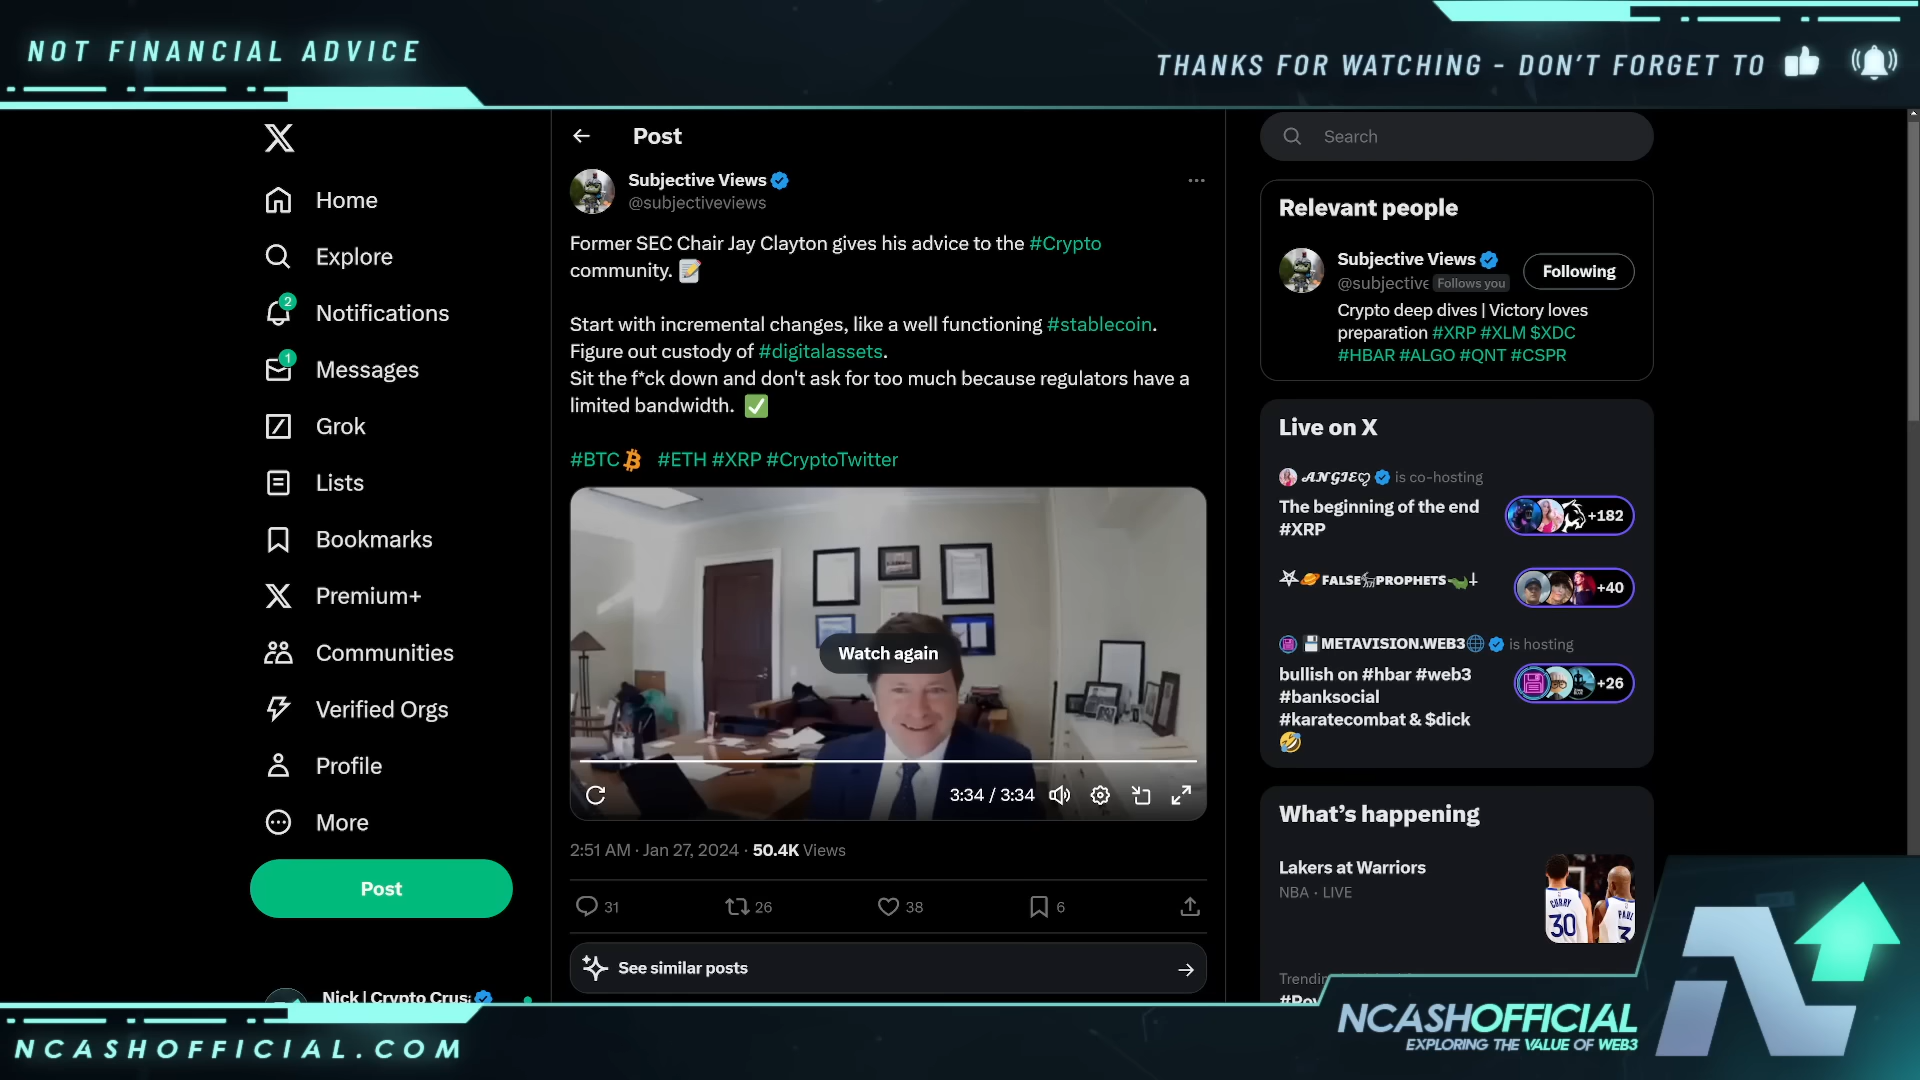 NOT FINANCIAL ADVICE
THANKS FOR WATCHING - DON'T FORGET TO
Home
Explore
2
Notifications
1
Messages
Grok
Lists
Bookmarks
Premium+
Communities
Verified Orgs
Profile
More
Post
Nick | Crypto Crus
Post
Subjective Views
@subjectiveviews
Former SEC Chair Jay Clayton gives his advice to the #Crypto
community. 📝
Start with incremental changes, like a well functioning #stablecoin.
Figure out custody of #digitalassets.
Sit the f*ck down and don't ask for too much because regulators have a
limited bandwidth. ✅
#BTC #ETH #XRP #CryptoTwitter
Watch again
3:34 / 3:34
2:51 AM · Jan 27, 2024 · 50.4K Views
31 26 38 6
See similar posts
Search
Relevant people
Subjective Views
@subjective Follows you
Following
Crypto deep dives | Victory loves
preparation #XRP #XLM $XDC
#HBAR #ALGO #QNT #CSPR
Live on X
𝓐𝓝𝓖𝓘𝓔ღ is co-hosting
The beginning of the end
#XRP
+182
⛧🪐FALSE🐐PROPHETS🐊⸸
+40
💾METAVISION.WEB3🌐 is hosting
bullish on #hbar #web3
#banksocial
#karatecombat & $dick
🤣
+26
What's happening
Lakers at Warriors
NBA · LIVE
CURRY
30
PAUL
3
NCASHOFFICIAL.COM
NCASHOFFICIAL
EXPLORING THE VALUE OF WEB3